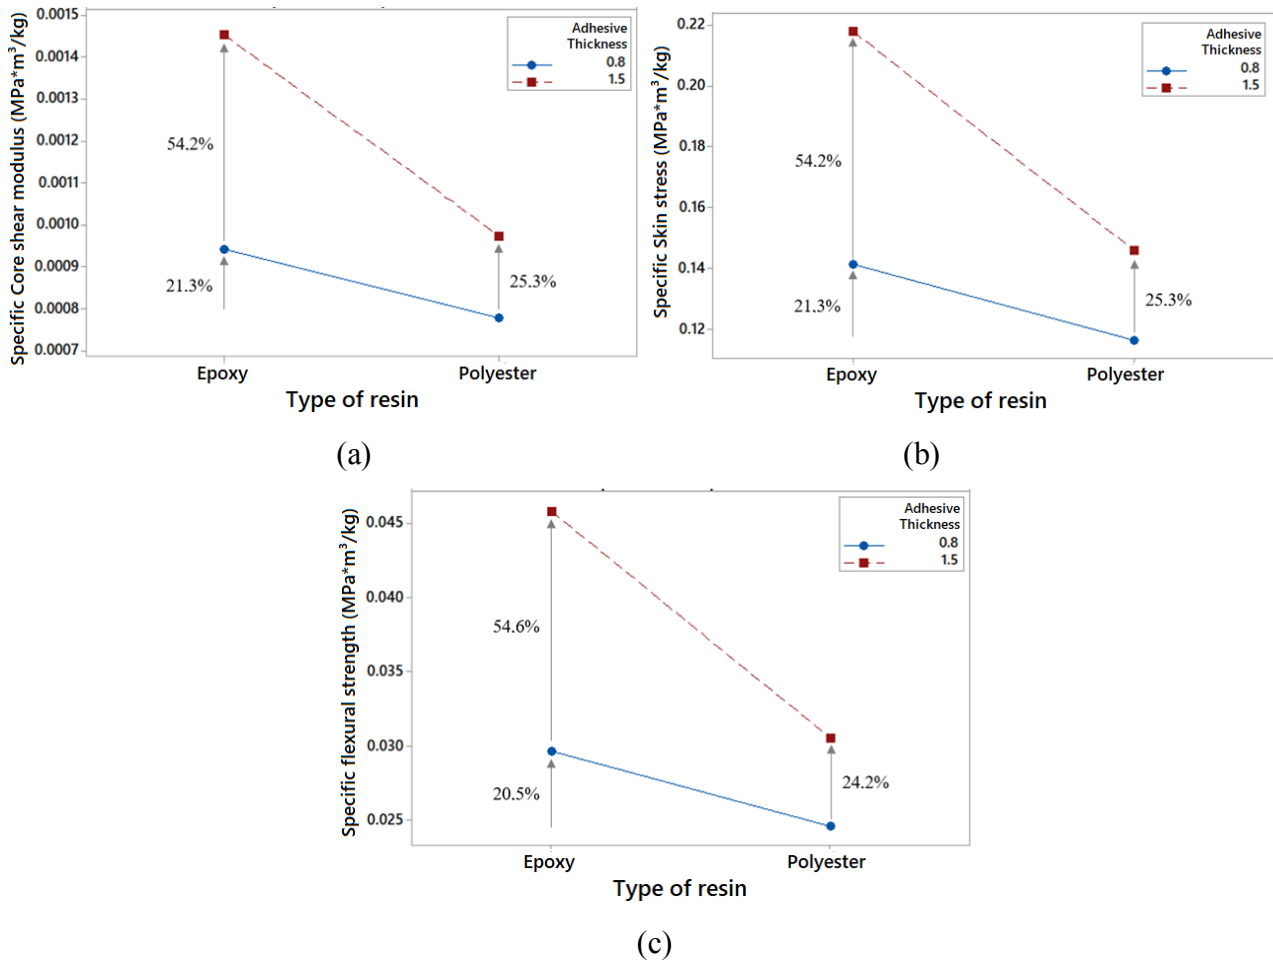 Specific Core shear modulus (MPa*m³/kg)
0.0015
0.0014
0.0013
0.0012
0.0011
0.0010
0.0009
0.0008
0.0007
Adhesive
Thickness
0.8
1.5
54.2%
21.3%
25.3%
Epoxy
Polyester
Type of resin
(a)
Specific Skin stress (MPa*m³/kg)
0.22
0.20
0.18
0.16
0.14
0.12
Adhesive
Thickness
0.8
1.5
54.2%
21.3%
25.3%
Epoxy
Polyester
Type of resin
(b)
Specific flexural strength (MPa*m³/kg)
0.045
0.040
0.035
0.030
0.025
Adhesive
Thickness
0.8
1.5
54.6%
20.5%
24.2%
Epoxy
Polyester
Type of resin
(c)